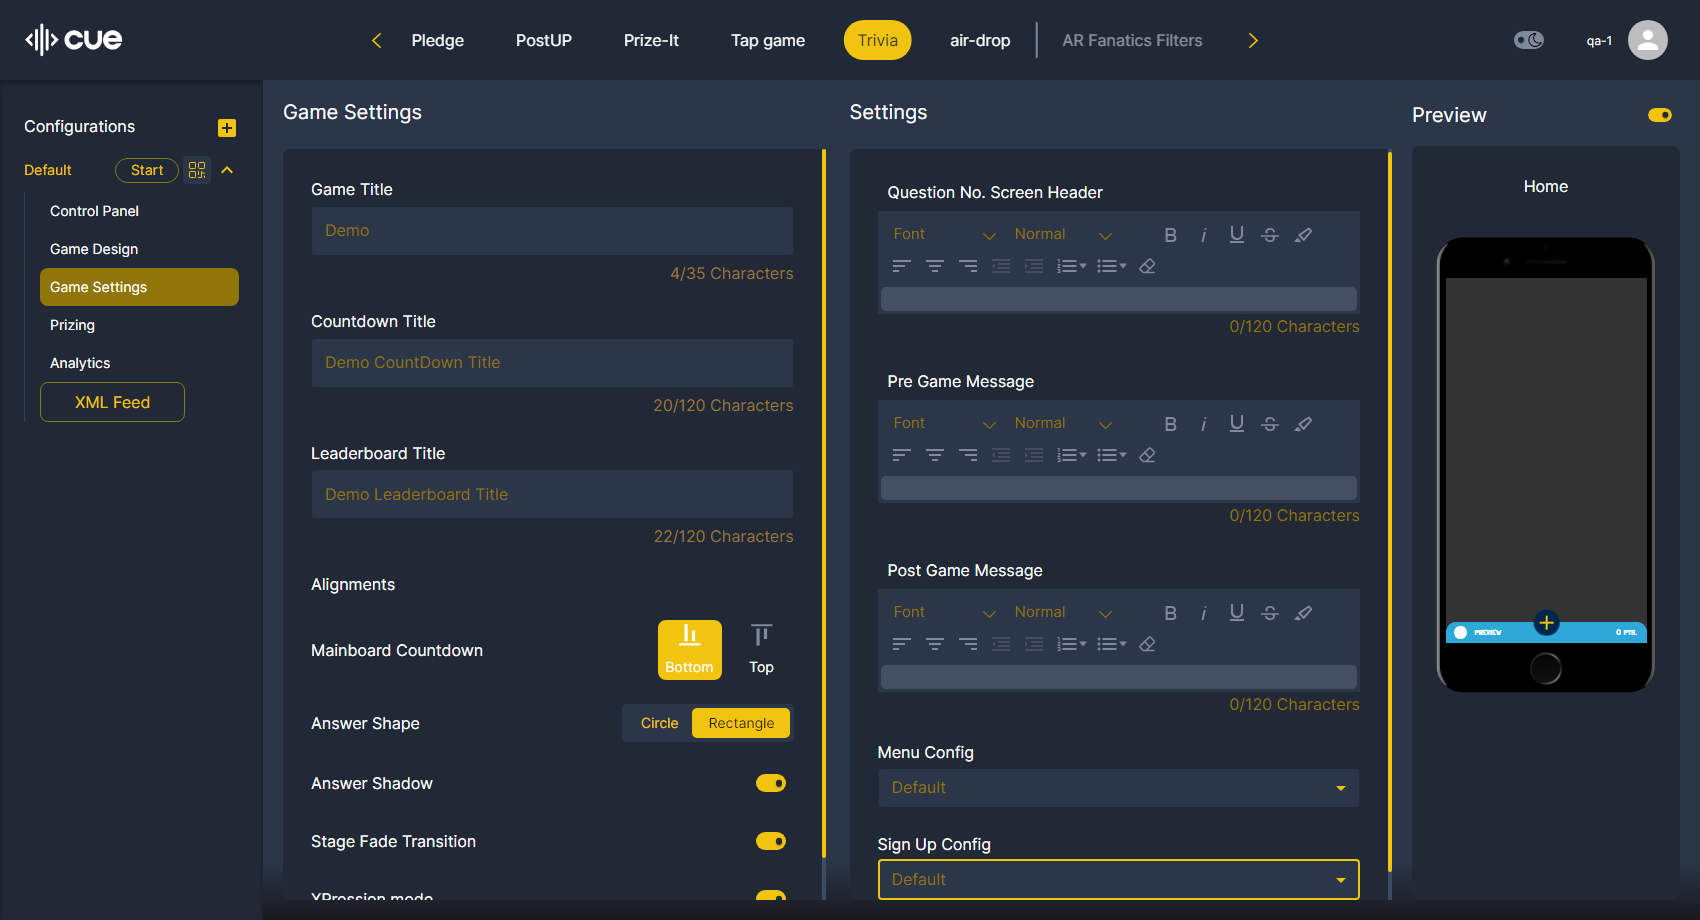 cue
Pledge
PostUP
Prize-It
Tap game
Trivia
air-drop
AR Fanatics Filters
qa-1
Configurations
Default
Start
Control Panel
Game Design
Game Settings
Prizing
Analytics
XML Feed
Game Settings
Game Title
Demo
4/35 Characters
Countdown Title
Demo CountDown Title
20/120 Characters
Leaderboard Title
Demo Leaderboard Title
22/120 Characters
Alignments
Mainboard Countdown
Bottom
Top
Answer Shape
Circle
Rectangle
Answer Shadow
Stage Fade Transition
XPression mode
Settings
Question No. Screen Header
Font
Normal
B i U S
0/120 Characters
Pre Game Message
Font
Normal
B i U S
0/120 Characters
Post Game Message
Font
Normal
B i U S
0/120 Characters
Menu Config
Default
Sign Up Config
Default
Preview
Home
PREVIEW
0 PTS.